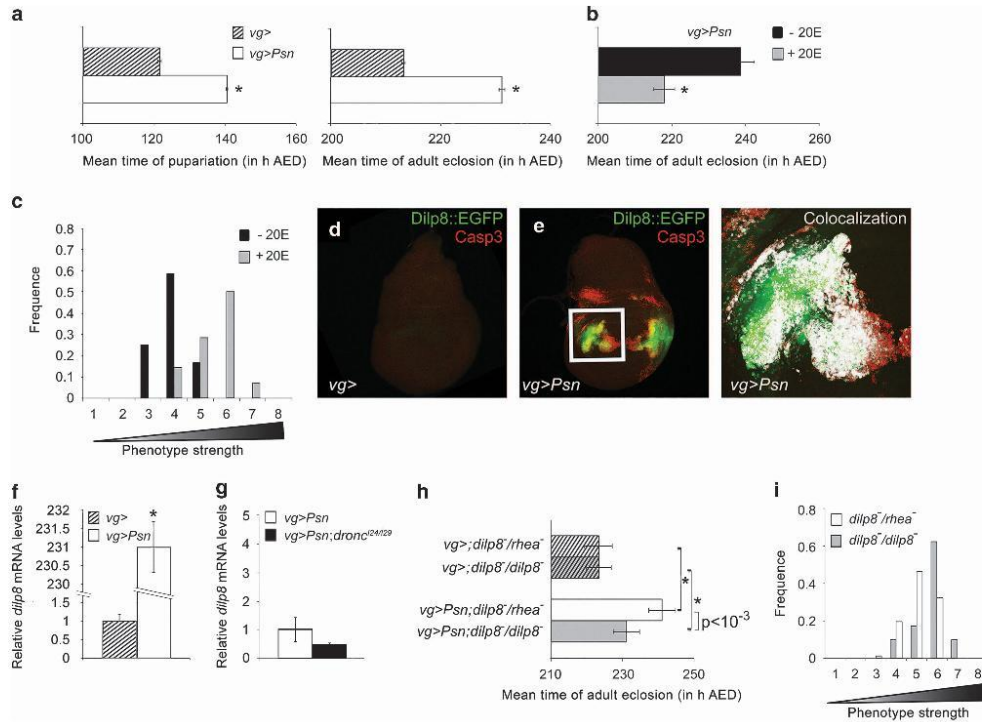 a
vg>
vg>Psn
*
100 120 140 160
Mean time of pupariation (in h AED)
*
200 220 240
Mean time of adult eclosion (in h AED)
b
vg>Psn
- 20E
+ 20E
*
200 220 240 260
Mean time of adult eclosion (in h AED)
c
Frequence
0.8
0.7
0.6
0.5
0.4
0.3
0.2
0.1
0
- 20E
+ 20E
1 2 3 4 5 6 7 8
Phenotype strength
d
Dilp8::EGFP
Casp3
vg>
e
Dilp8::EGFP
Casp3
vg>Psn
Colocalization
vg>Psn
f
Relative dilp8 mRNA levels
232
231.5
231
230.5
230
1.5
1
0.5
0
vg>
vg>Psn
*
g
Relative dilp8 mRNA levels
5
4
3
2
1
0
vg>Psn
vg>Psn;dronc^I24/I29
h
vg>;dilp8⁻/rhea⁻
vg>;dilp8⁻/dilp8⁻
vg>Psn;dilp8⁻/rhea⁻
vg>Psn;dilp8⁻/dilp8⁻
*
*
p<10⁻³
210 230 250
Mean time of adult eclosion (in h AED)
i
Frequence
0.8
0.6
0.4
0.2
0
dilp8⁻/rhea⁻
dilp8⁻/dilp8⁻
1 2 3 4 5 6 7 8
Phenotype strength